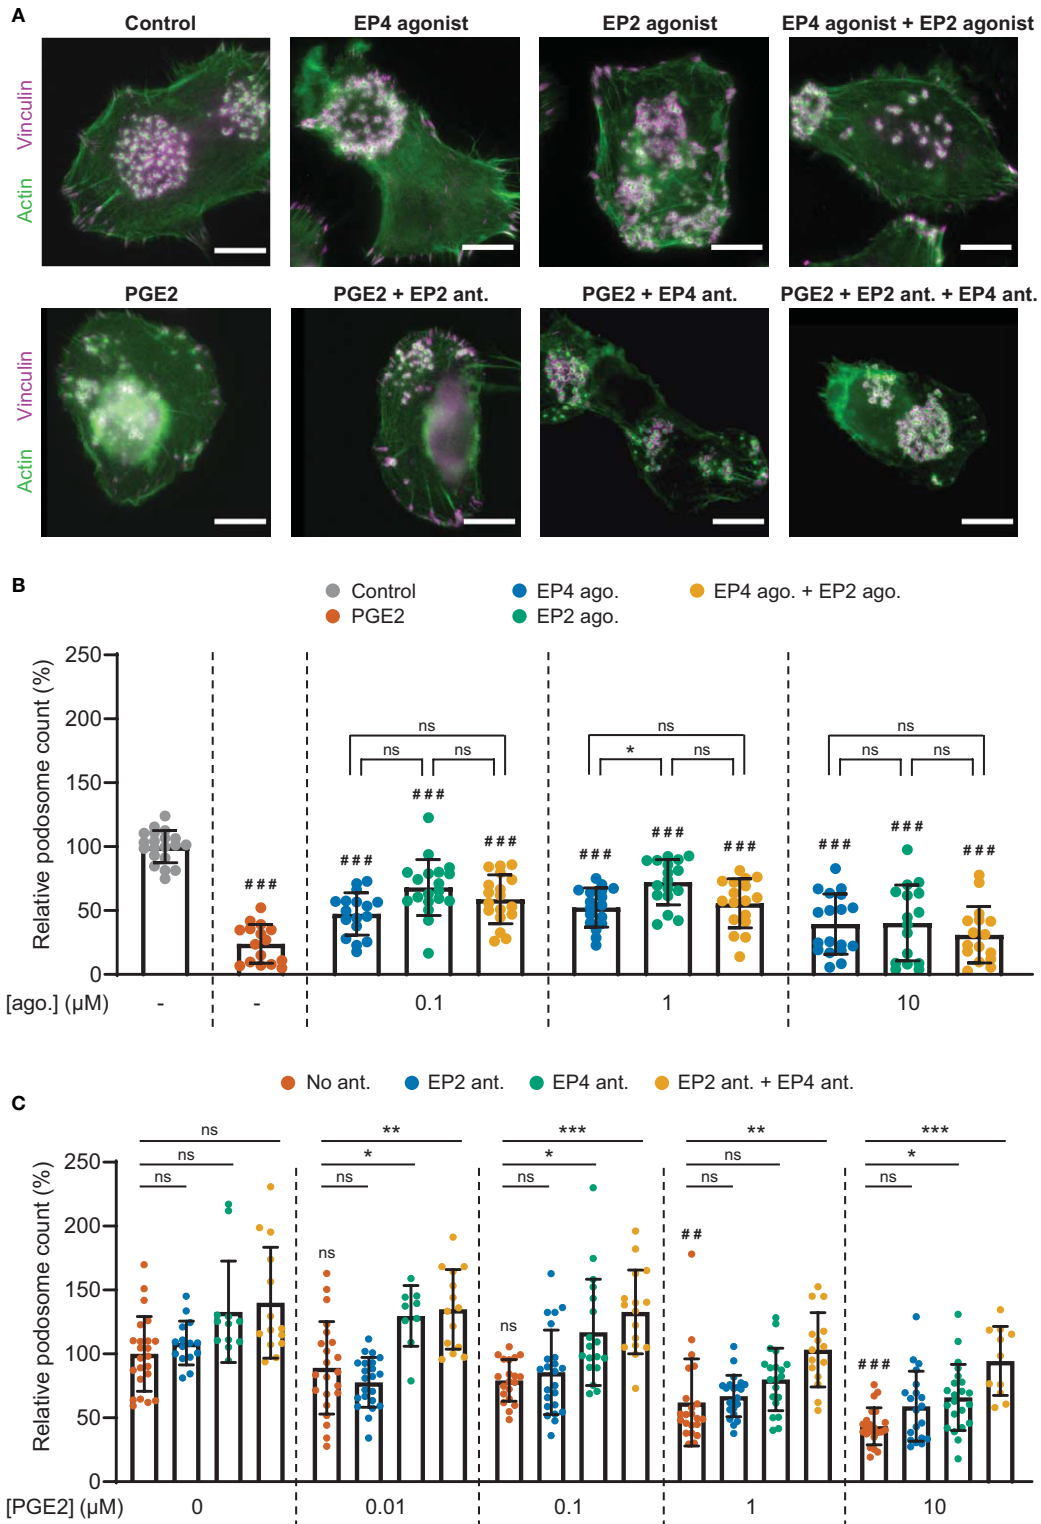 A
Control
EP4 agonist
EP2 agonist
EP4 agonist + EP2 agonist
Actin Vinculin
PGE2
PGE2 + EP2 ant.
PGE2 + EP4 ant.
PGE2 + EP2 ant. + EP4 ant.
Actin Vinculin
B
Control
EP4 ago.
EP4 ago. + EP2 ago.
PGE2
EP2 ago.
Relative podosome count (%)
250
200
150
100
50
0
ns ns ns
ns ns * ns ns ns
###
### ### ###
### ### ###
### ### ###
[ago.] (µM) - - 0.1 1 10
No ant. EP2 ant. EP4 ant. EP2 ant. + EP4 ant.
C
Relative podosome count (%)
250
200
150
100
50
0
ns ** *** ** ***
ns * * ns *
ns ns ns ns ns
ns ns ## ###
[PGE2] (µM) 0 0.01 0.1 1 10